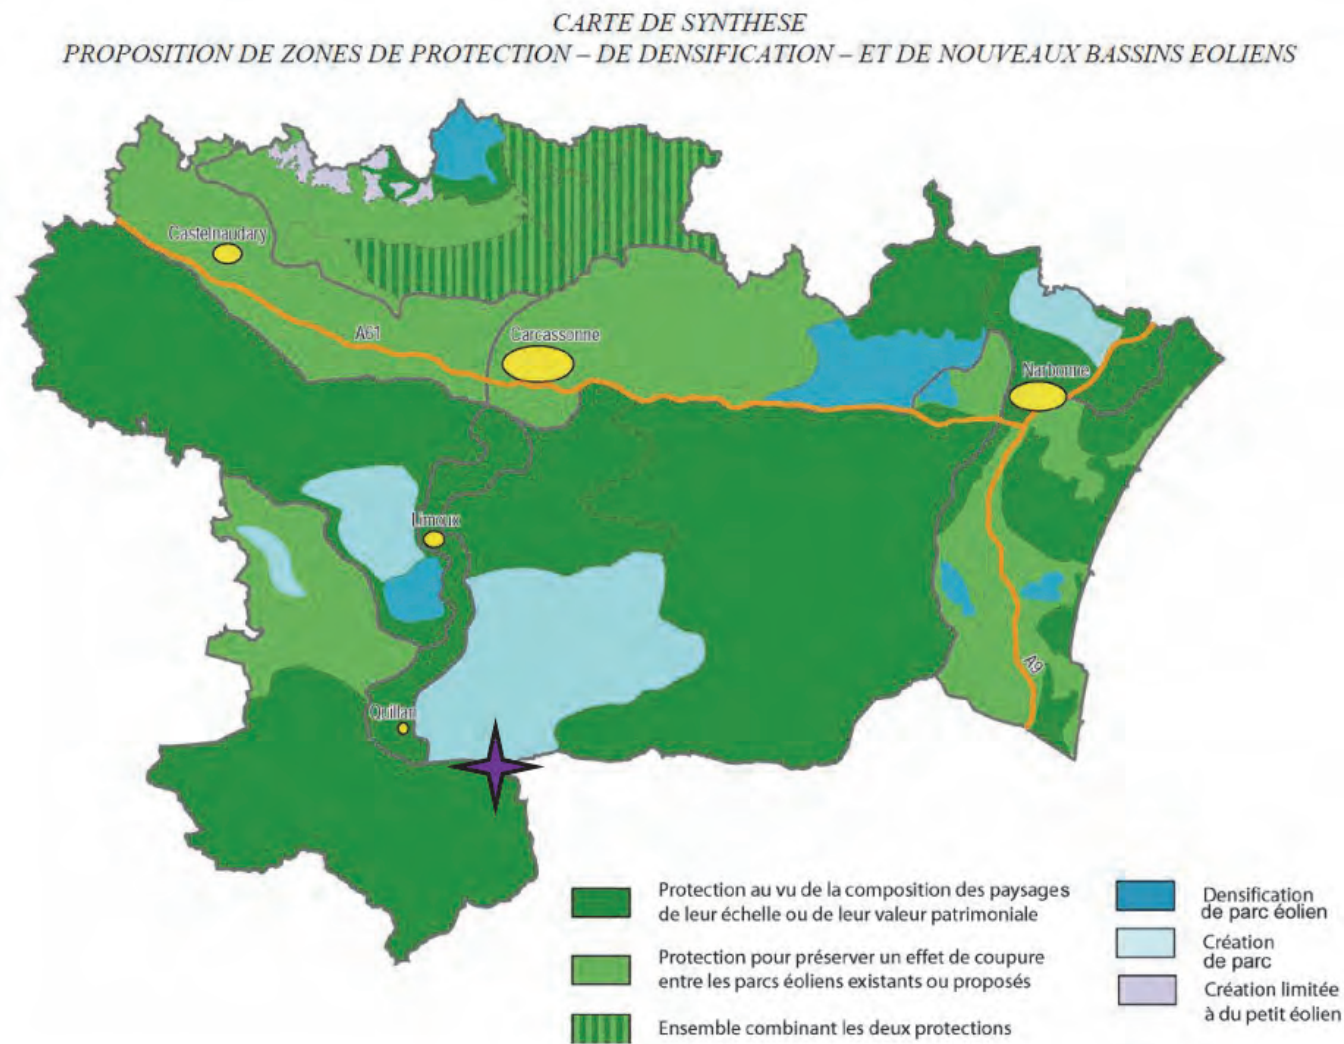 CARTE DE SYNTHESE
PROPOSITION DE ZONES DE PROTECTION – DE DENSIFICATION – ET DE NOUVEAUX BASSINS EOLIENS
Castelnaudary
A61
Carcassonne
Narbonne
Limoux
A9
Quillan
Protection au vu de la composition des paysages
de leur échelle ou de leur valeur patrimoniale
Protection pour préserver un effet de coupure
entre les parcs éoliens existants ou proposés
Ensemble combinant les deux protections
Densification
de parc éolien
Création
de parc
Création limitée
à du petit éolien